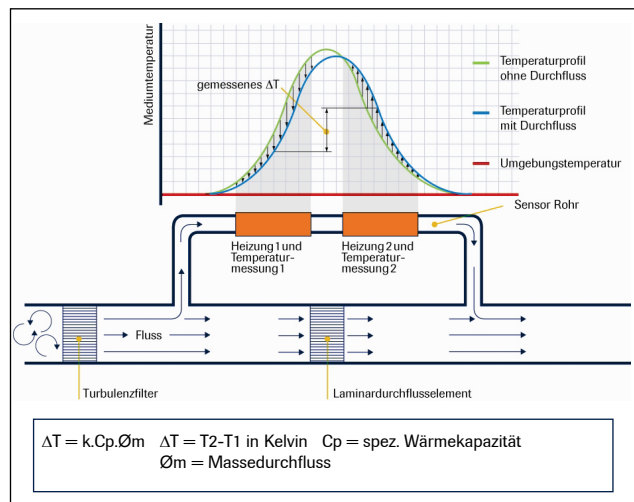 Mediumtemperatur
gemessenes ΔT
Temperaturprofil
ohne Durchfluss
Temperaturprofil
mit Durchfluss
Umgebungstemperatur
Sensor Rohr
Heizung 1 und
Temperatur-
messung 1
Heizung 2 und
Temperatur-
messung 2
Fluss
Turbulenzfilter
Laminardurchflusselement
ΔT = k.Cp.Øm ΔT = T2-T1 in Kelvin Cp = spez. Wärmekapazität
Øm = Massedurchfluss